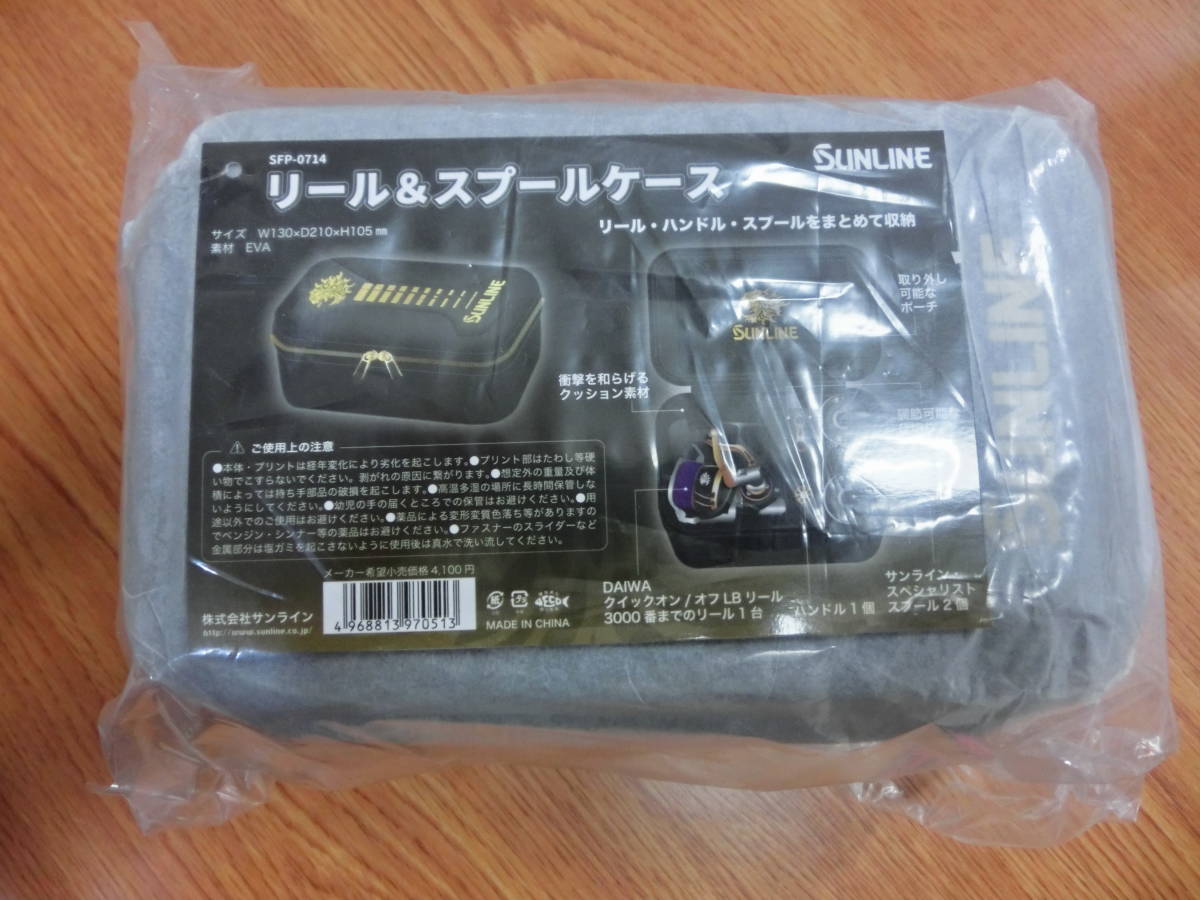 SFP-0714
リール&スプールケース
SUNLINE
サイズ W130×D210×H105㎜
素材 EVA
リール・ハンドル・スプールをまとめて収納
SUNLINE
SUNLINE
取り外し
可能な
ポーチ
衝撃を和らげる
クッション素材
調節可能な
SUNLINE
⚠ ご使用上の注意
●本体・プリントは経年変化により劣化を起こします。●プリント部はたわし等硬
い物でこすらないでください。剥がれの原因に繋がります。●想定外の重量及び体
積によっては持ち手部品の破損を起こします。●高温多湿の場所に長時間保管しな
いようにしてください。●幼児の手の届くところでの保管はお避けください。●用
途以外でのご使用はお避けください。●薬品による変形変質色落ち等がありますの
でベンジン・シンナー等の薬品はお避けください。●ファスナーのスライダーなど
金属部分は塩ガミを起こさないように使用後は真水で洗い流してください。
メーカー希望小売価格 4,100円
株式会社サンライン
http://www.sunline.co.jp/
4 968813 970513
MADE IN CHINA
DAIWA
クイックオン/オフLBリール
3000番までのリール1台
ハンドル1個
サンライン・
スペシャリスト
スプール2個